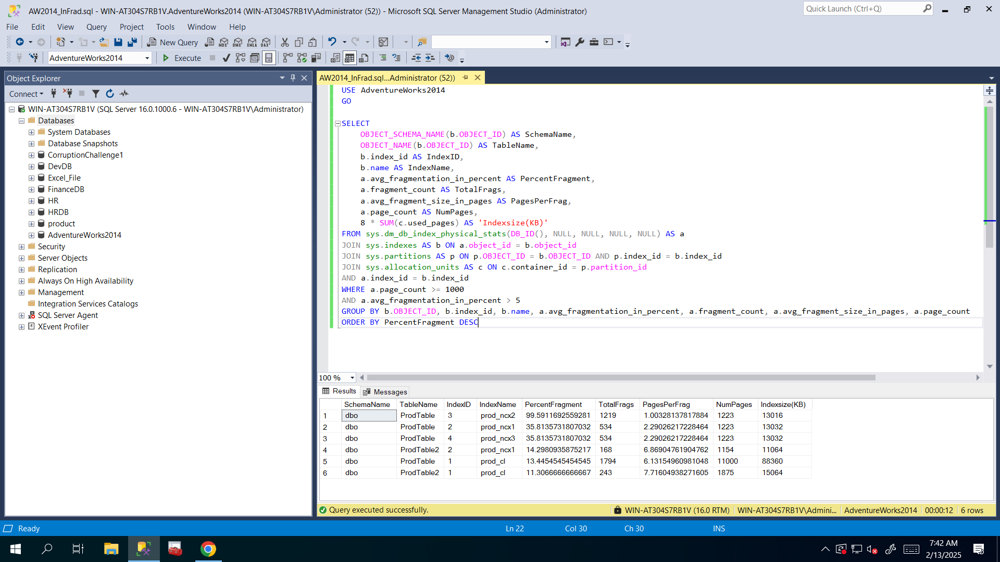 AW2014_InFrad.sql - WIN-AT304S7RB1V.AdventureWorks2014 (WIN-AT304S7RB1V\Administrator (52)) - Microsoft SQL Server Management Studio (Administrator)
Quick Launch (Ctrl+Q)
File Edit View Query Project Tools Window Help
New Query MDX DMX XMLA DAX
AdventureWorks2014 Execute
Object Explorer
Connect
WIN-AT304S7RB1V (SQL Server 16.0.1000.6 - WIN-AT304S7RB1V\Administrator)
Databases
System Databases
Database Snapshots
CorruptionChallenge1
DevDB
Excel_File
FinanceDB
HR
HRDB
product
AdventureWorks2014
Security
Server Objects
Replication
Always On High Availability
Management
Integration Services Catalogs
SQL Server Agent
XEvent Profiler
AW2014_InFrad.sql...Administrator (52))
USE AdventureWorks2014
GO
SELECT
OBJECT_SCHEMA_NAME(b.OBJECT_ID) AS SchemaName,
OBJECT_NAME(b.OBJECT_ID) AS TableName,
b.index_id AS IndexID,
b.name AS IndexName,
a.avg_fragmentation_in_percent AS PercentFragment,
a.fragment_count AS TotalFrags,
a.avg_fragment_size_in_pages AS PagesPerFrag,
a.page_count AS NumPages,
8 * SUM(c.used_pages) AS 'Indexsize(KB)'
FROM sys.dm_db_index_physical_stats(DB_ID(), NULL, NULL, NULL, NULL) AS a
JOIN sys.indexes AS b ON a.object_id = b.object_id
JOIN sys.partitions AS p ON p.OBJECT_ID = b.OBJECT_ID AND p.index_id = b.index_id
JOIN sys.allocation_units AS c ON c.container_id = p.partition_id
AND a.index_id = b.index_id
WHERE a.page_count >= 1000
AND a.avg_fragmentation_in_percent > 5
GROUP BY b.OBJECT_ID, b.index_id, b.name, a.avg_fragmentation_in_percent, a.fragment_count, a.avg_fragment_size_in_pages, a.page_count
ORDER BY PercentFragment DESC
100 %
Results Messages
SchemaName TableName IndexID IndexName PercentFragment TotalFrags PagesPerFrag NumPages Indexsize(KB)
1 dbo ProdTable 3 prod_ncx2 99.5911692559281 1219 1.00328137817884 1223 13016
2 dbo ProdTable 2 prod_ncx1 35.8135731807032 534 2.29026217228464 1223 13032
3 dbo ProdTable 4 prod_ncx3 35.8135731807032 534 2.29026217228464 1223 13032
4 dbo ProdTable2 2 prod_ncx1 14.2980935875217 168 6.86904761904762 1154 11064
5 dbo ProdTable 1 prod_cl 13.4454545454545 1794 6.13154960981048 11000 88360
6 dbo ProdTable2 1 prod_cl 11.3066666666667 243 7.71604938271605 1875 15064
Query executed successfully. WIN-AT304S7RB1V (16.0 RTM) WIN-AT304S7RB1V\Admini... AdventureWorks2014 00:00:12 6 rows
Ready Ln 22 Col 30 Ch 30 INS
7:42 AM
2/13/2025